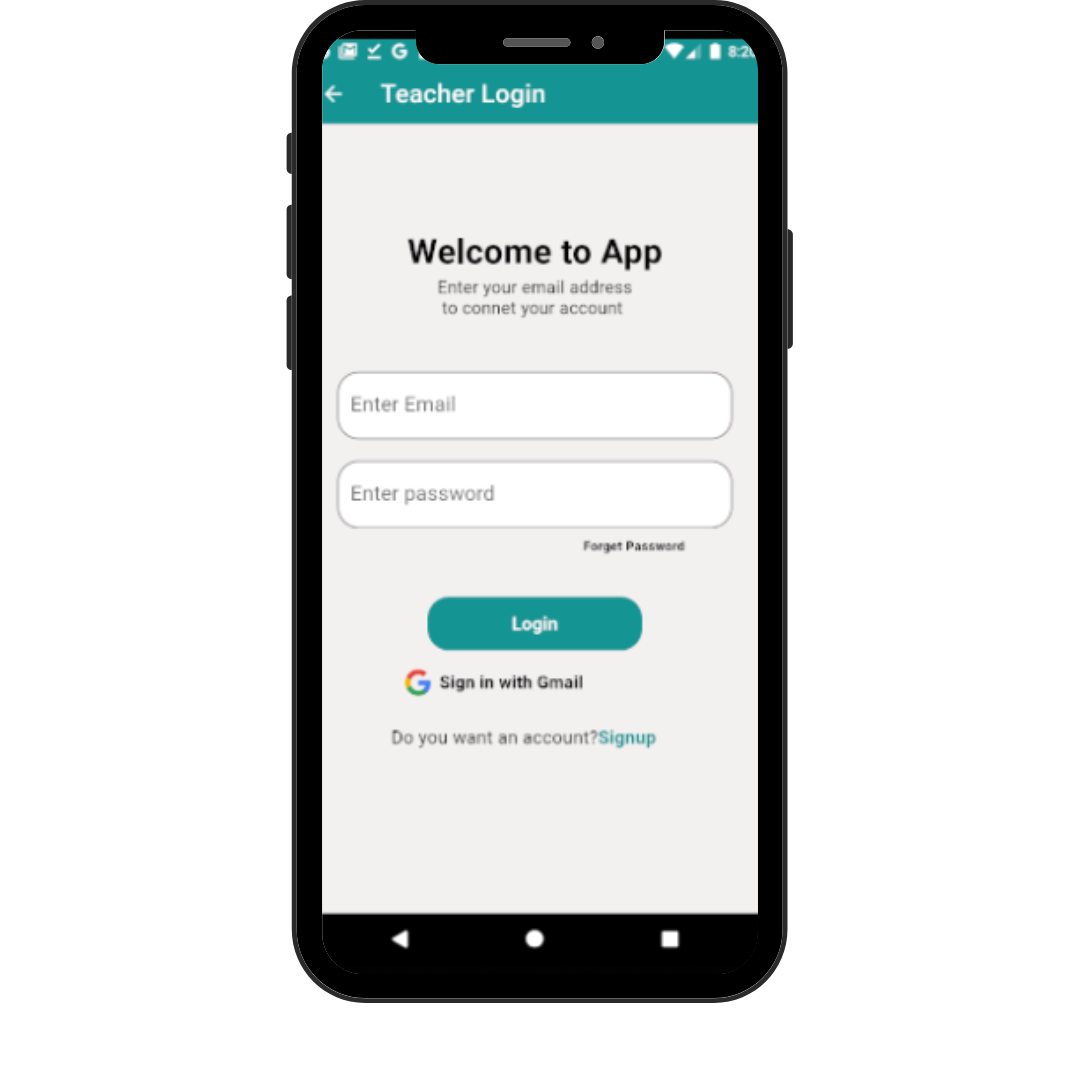 8:2
Teacher Login
Welcome to App
Enter your email address
to connet your account
Enter Email
Enter password
Forget Password
Login
Sign in with Gmail
Do you want an account?Signup